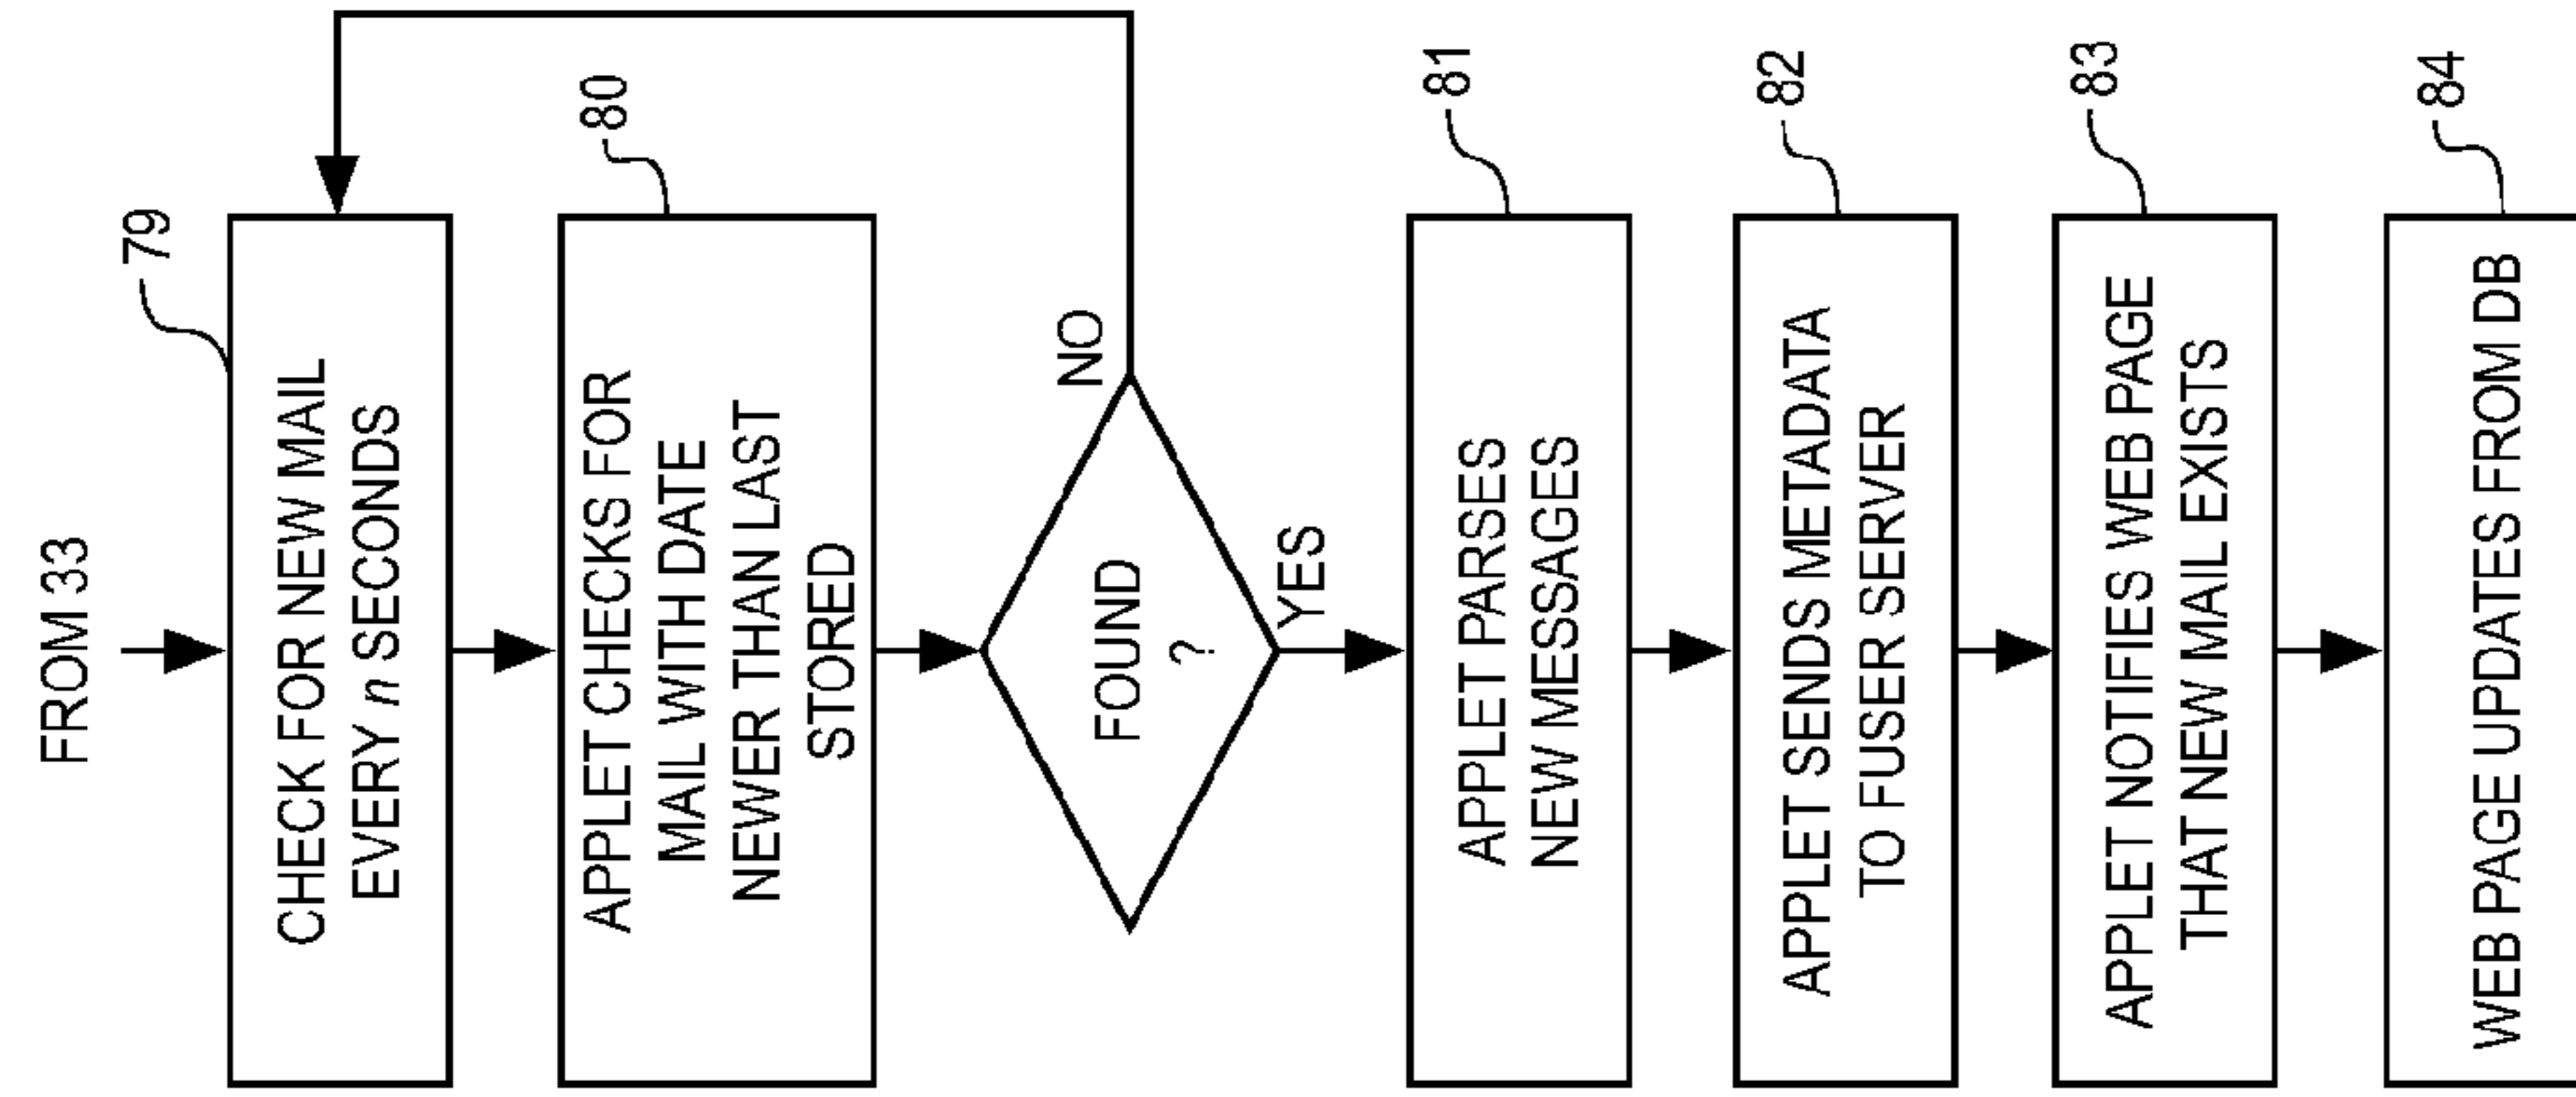 FROM 33
79
CHECK FOR NEW MAIL
EVERY n SECONDS
80
APPLET CHECKS FOR
MAIL WITH DATE
NEWER THAN LAST
STORED
FOUND
?
NO
YES
81
APPLET PARSES
NEW MESSAGES
82
APPLET SENDS METADATA
TO FUSER SERVER
83
APPLET NOTIFIES WEB PAGE
THAT NEW MAIL EXISTS
84
WEB PAGE UPDATES FROM DB